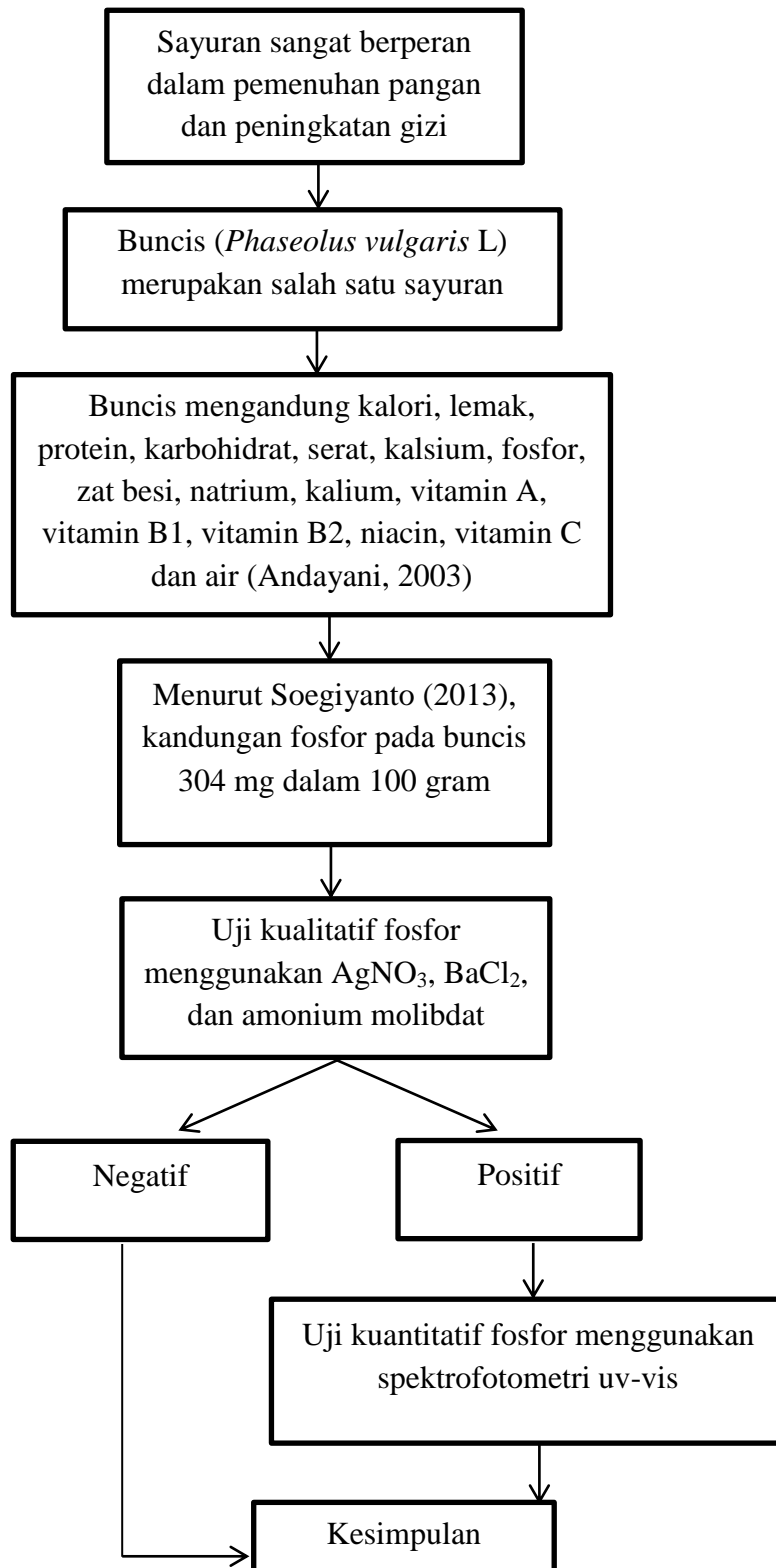 Sayuran sangat berperan
dalam pemenuhan pangan
dan peningkatan gizi
Buncis (Phaseolus vulgaris L)
merupakan salah satu sayuran
Buncis mengandung kalori, lemak,
protein, karbohidrat, serat, kalsium, fosfor,
zat besi, natrium, kalium, vitamin A,
vitamin B1, vitamin B2, niacin, vitamin C
dan air (Andayani, 2003)
Menurut Soegiyanto (2013),
kandungan fosfor pada buncis
304 mg dalam 100 gram
Uji kualitatif fosfor
menggunakan AgNO₃, BaCl₂,
dan amonium molibdat
Negatif
Positif
Uji kuantitatif fosfor menggunakan
spektrofotometri uv-vis
Kesimpulan